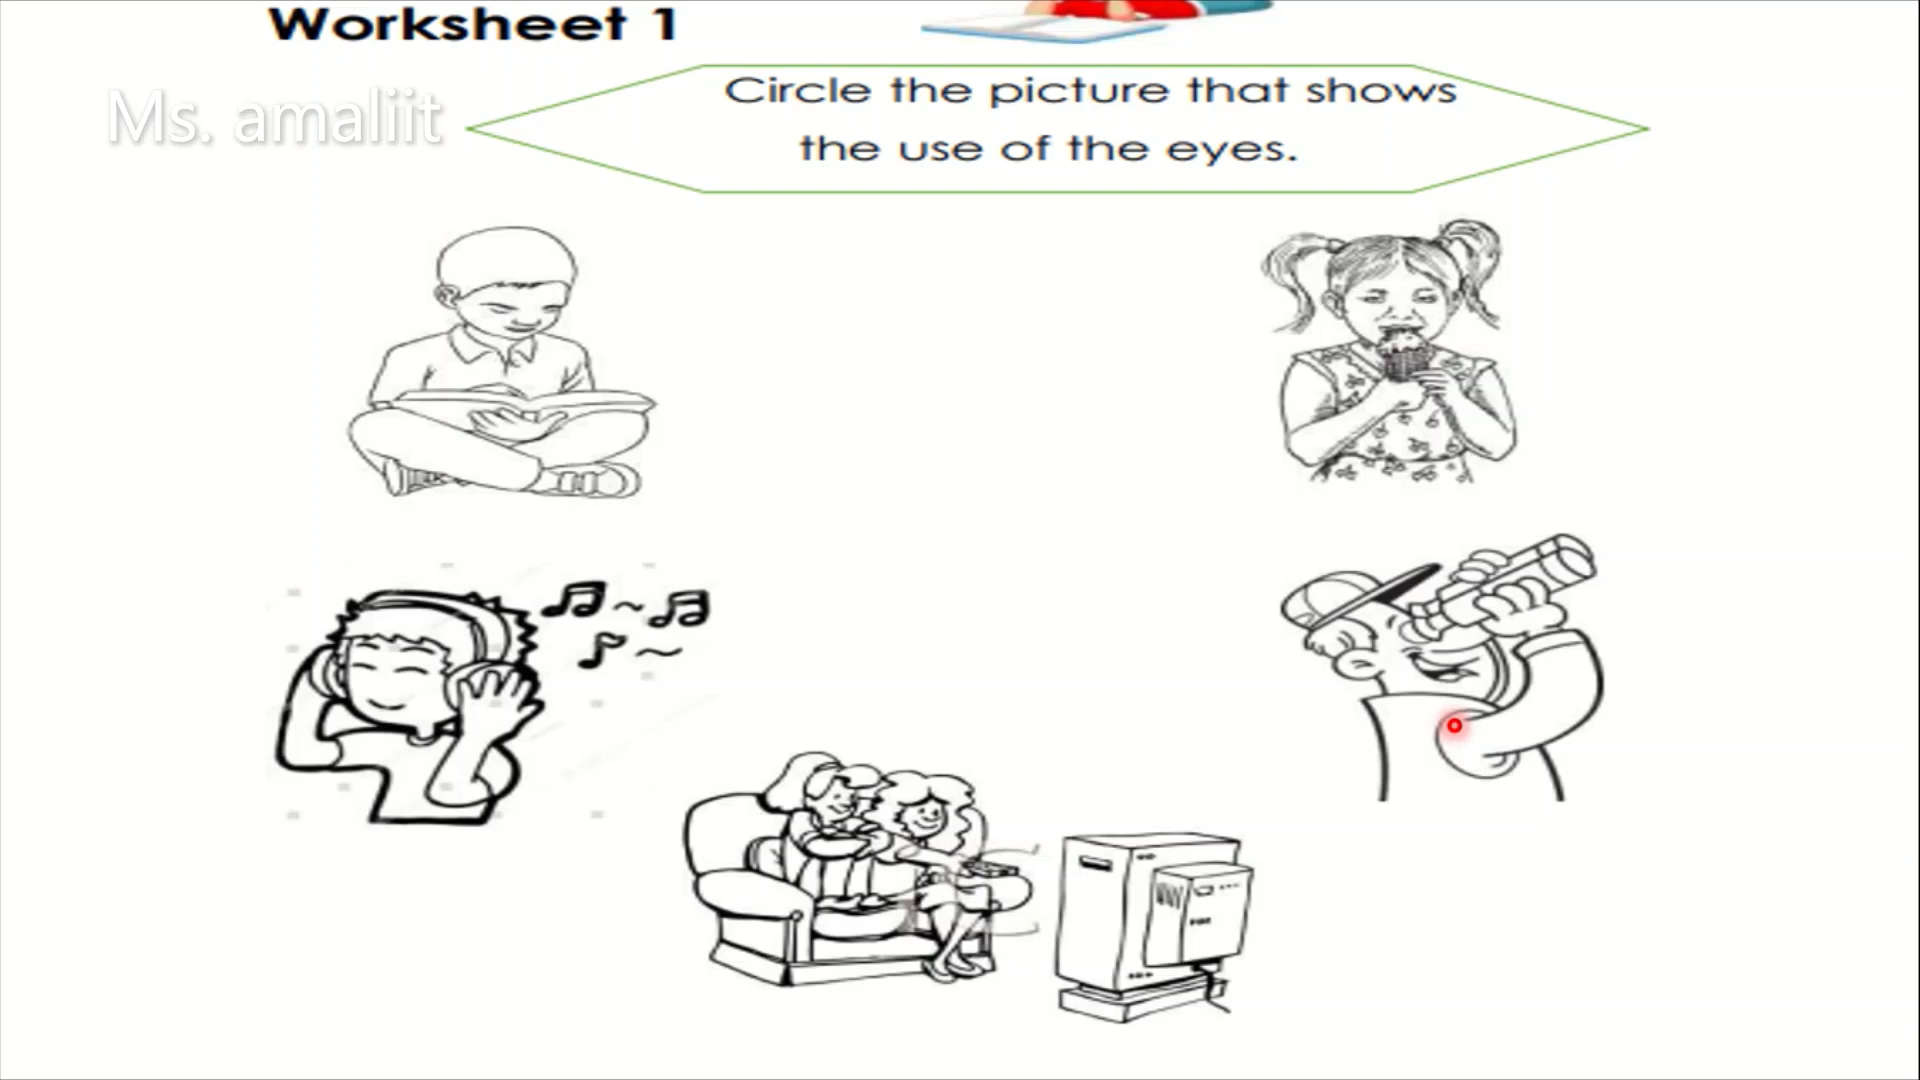 Worksheet 1
Ms. amaliit
Circle the picture that shows
the use of the eyes.